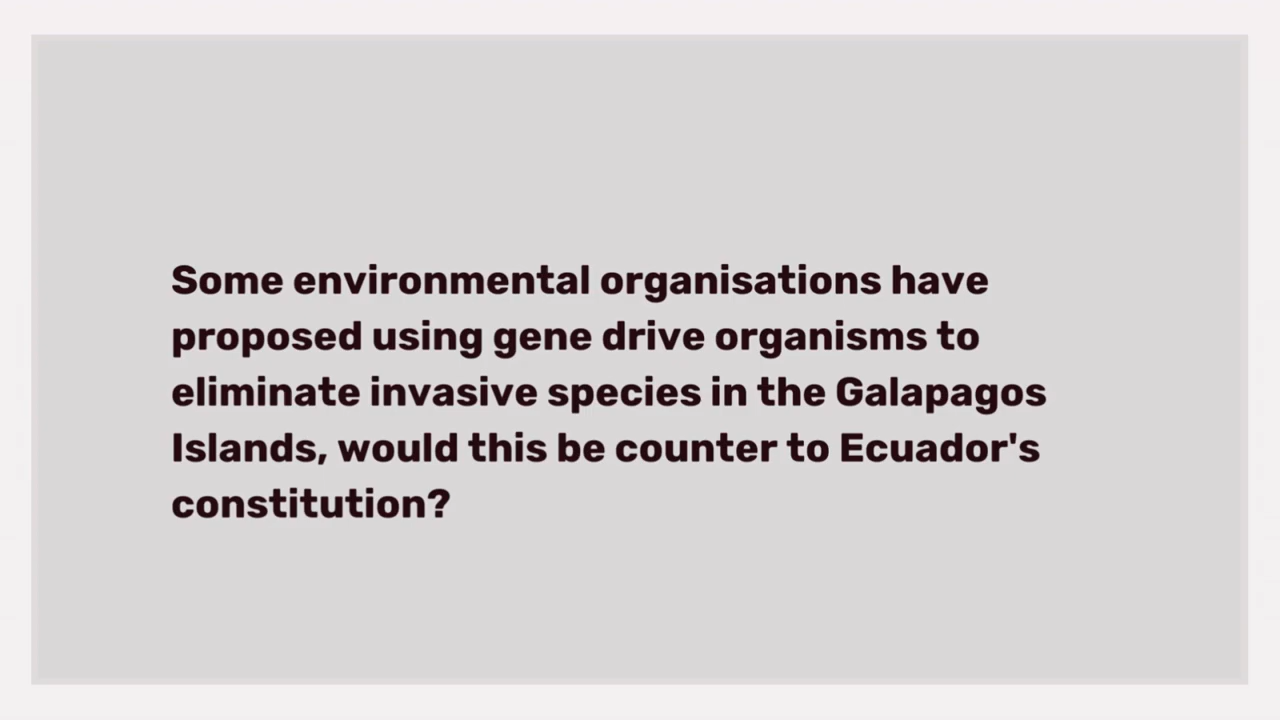 Some environmental organisations have
proposed using gene drive organisms to
eliminate invasive species in the Galapagos
Islands, would this be counter to Ecuador's
constitution?